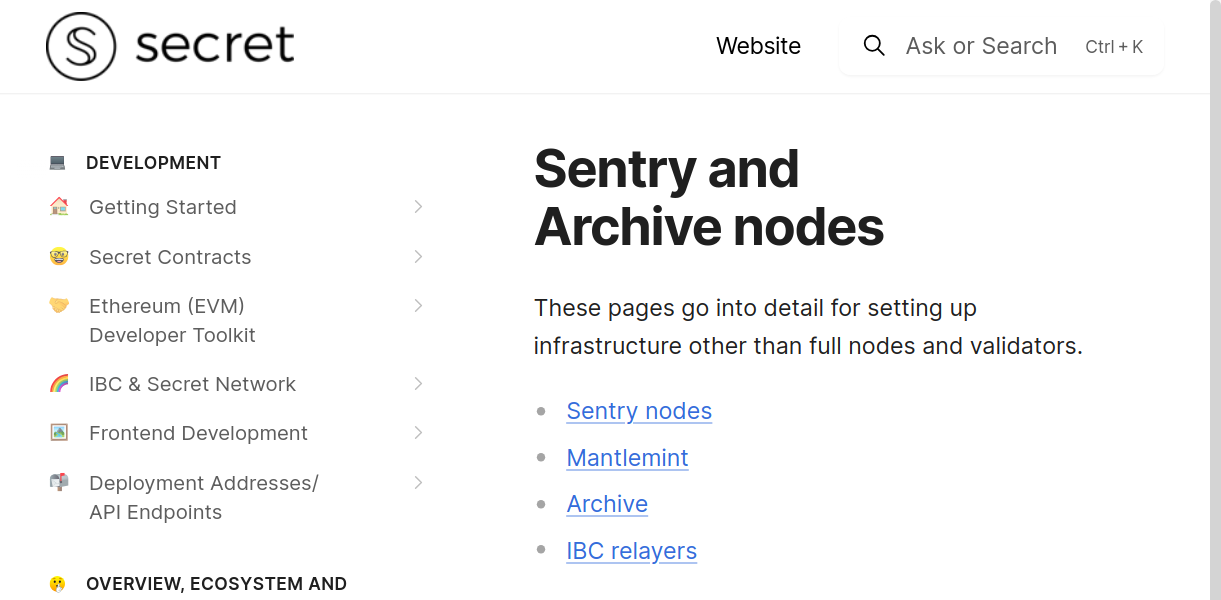 secret
Website
Ask or Search
Ctrl + K
DEVELOPMENT
Getting Started
Secret Contracts
Ethereum (EVM)
Developer Toolkit
IBC & Secret Network
Frontend Development
Deployment Addresses/
API Endpoints
OVERVIEW, ECOSYSTEM AND
Sentry and
Archive nodes
These pages go into detail for setting up
infrastructure other than full nodes and validators.
Sentry nodes
Mantlemint
Archive
IBC relayers